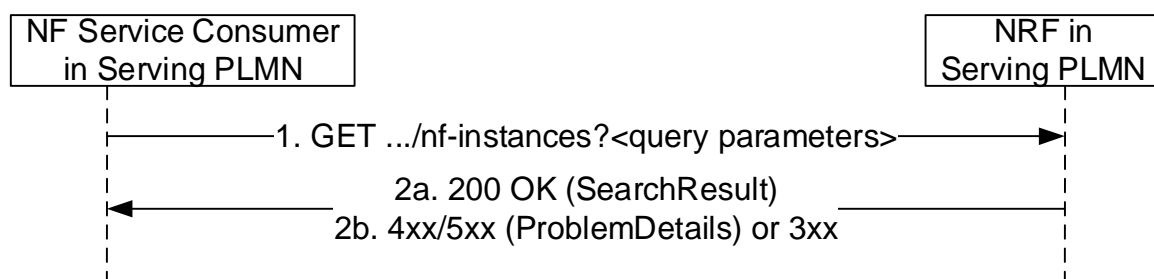 NF Service Consumer
in Serving PLMN
NRF in
Serving PLMN
1. GET .../nf-instances?<query parameters>
2a. 200 OK (SearchResult)
2b. 4xx/5xx (ProblemDetails) or 3xx